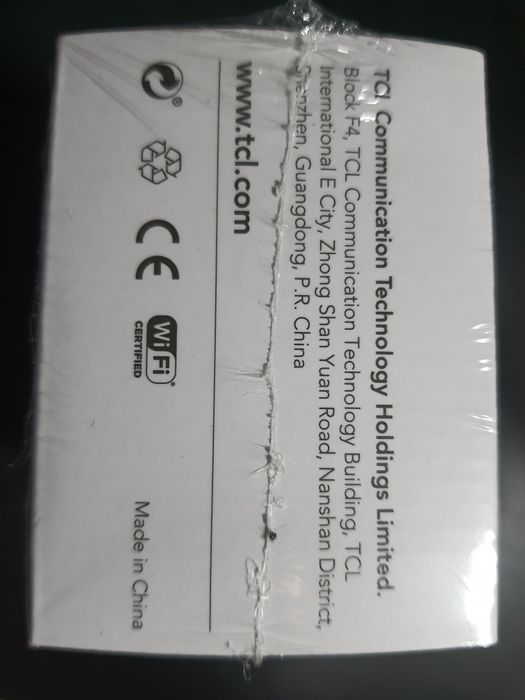 TCL Communication Technology Holdings Limited.
Block F4, TCL Communication Technology Building, TCL
International E City, Zhong Shan Yuan Road, Nanshan District,
Shenzhen, Guangdong, P.R. China
www.tcl.com
CE
Wi Fi
CERTIFIED
Made in China